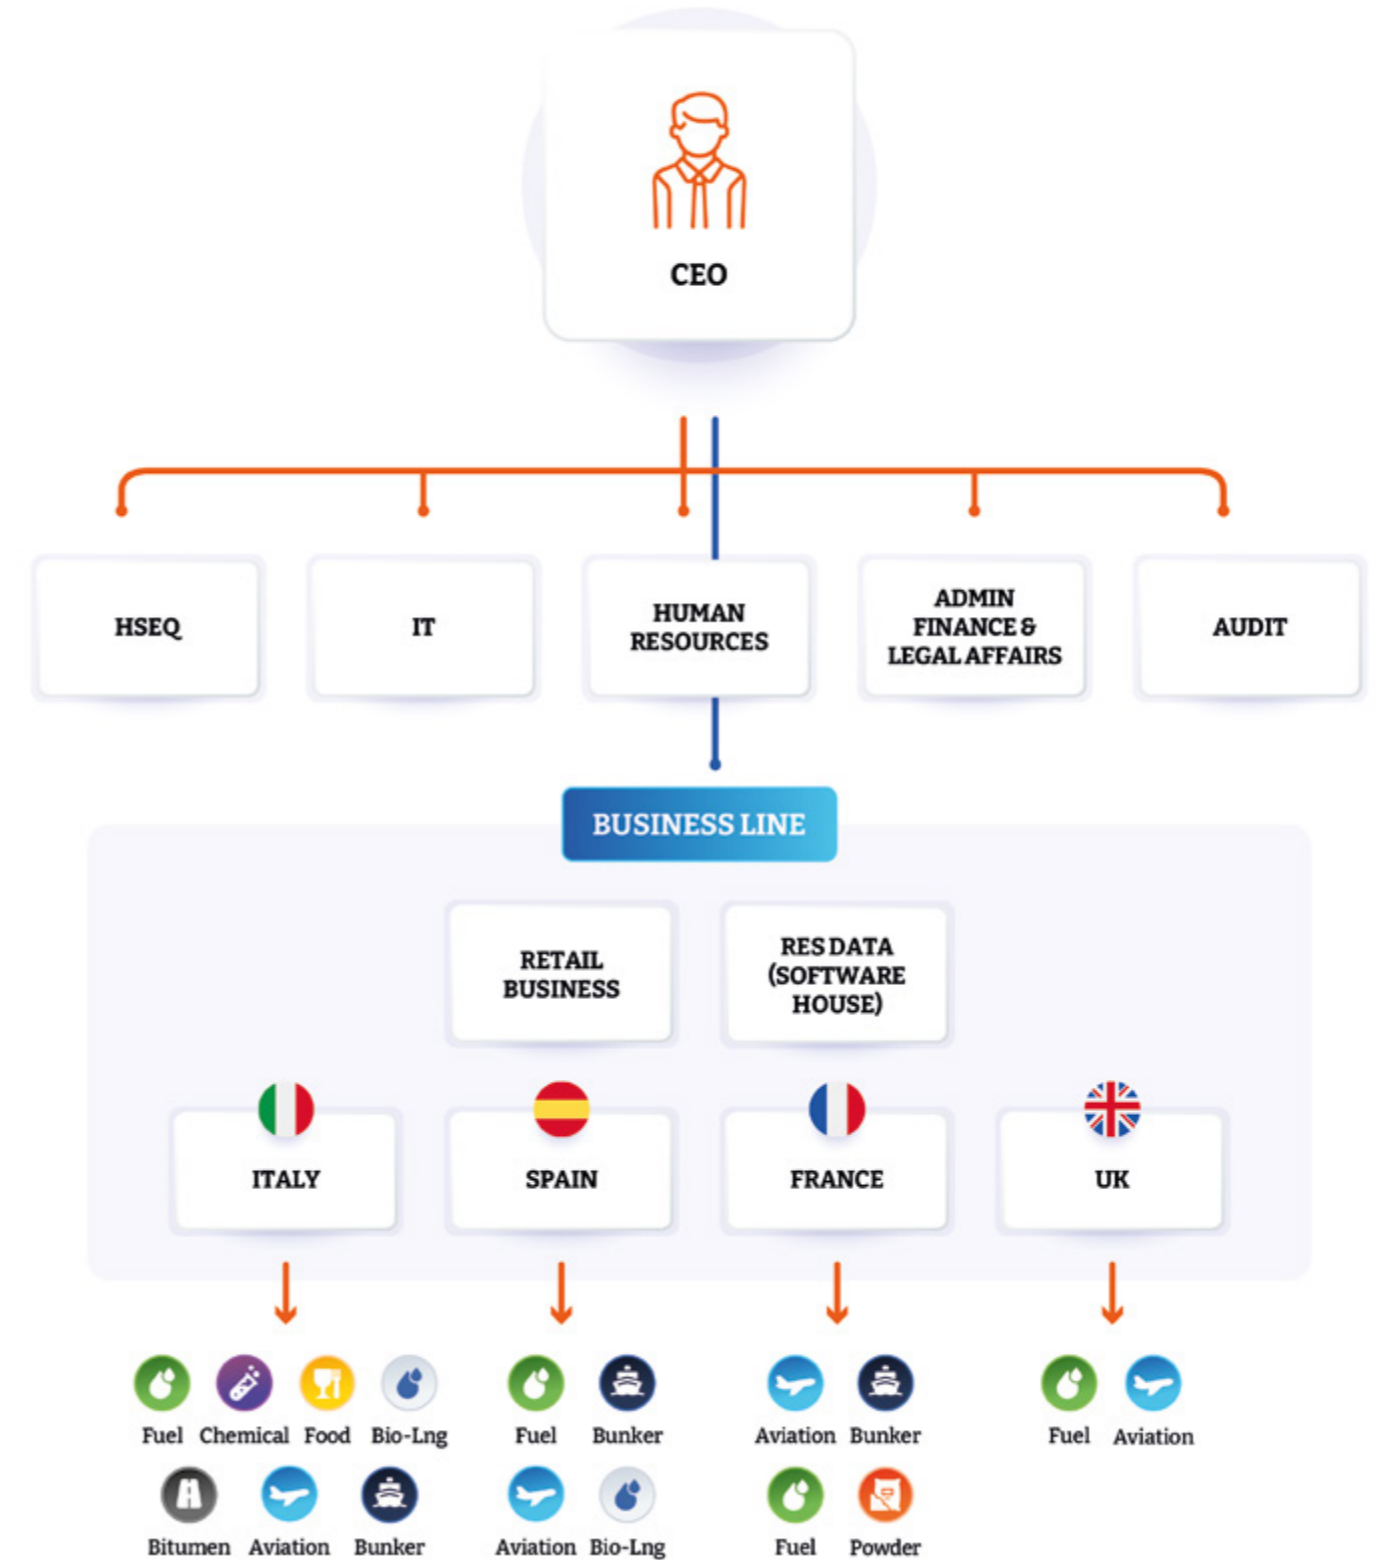 CEO
HSEQ
IT
HUMAN
RESOURCES
ADMIN
FINANCE &
LEGAL AFFAIRS
AUDIT
BUSINESS LINE
RETAIL
BUSINESS
RES DATA
(SOFTWARE
HOUSE)
ITALY
SPAIN
FRANCE
UK
Fuel Chemical Food Bio-Lng
Bitumen Aviation Bunker
Fuel Bunker
Aviation Bio-Lng
Aviation Bunker
Fuel Powder
Fuel Aviation